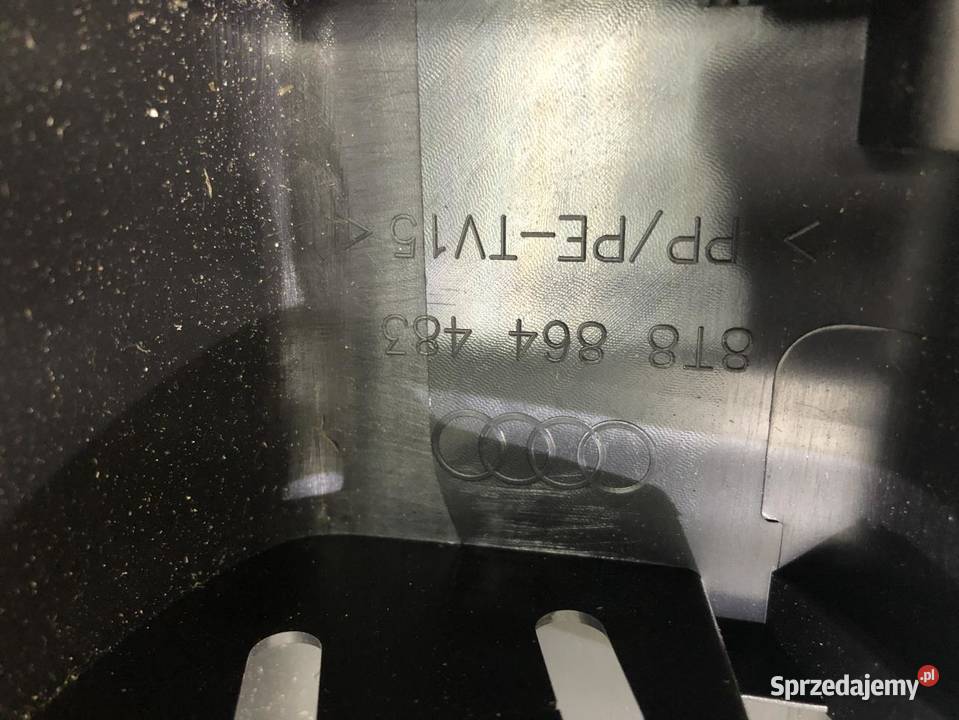 8T8 864 483
> PP/PE-TV15 <
Sprzedajemy.pl